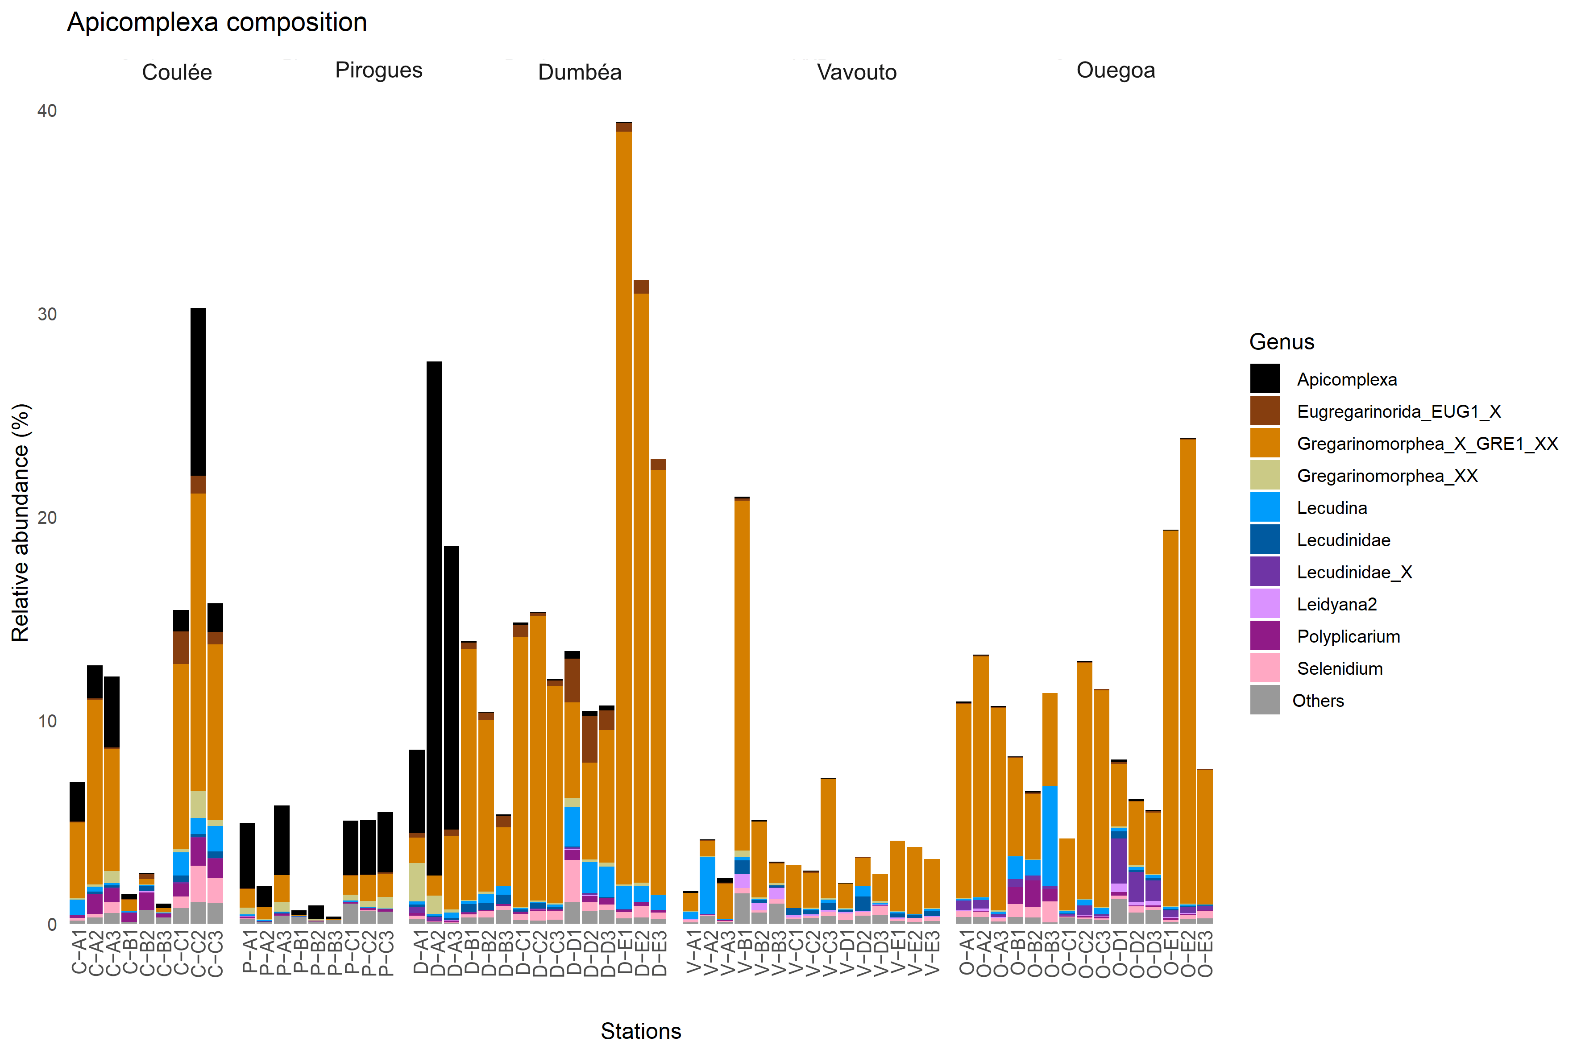 Apicomplexa composition
Coulée Pirogues Dumbéa Vavouto Ouegoa
40
30
20
10
0
Relative abundance (%)
C−A1 C−A2 C−A3 C−B1 C−B2 C−B3 C−C1 C−C2 C−C3 P−A1 P−A2 P−A3 P−B1 P−B2 P−B3 P−C1 P−C2 P−C3 D−A1 D−A2 D−A3 D−B1 D−B2 D−B3 D−C1 D−C2 D−C3 D−D1 D−D2 D−D3 D−E1 D−E2 D−E3 V−A1 V−A2 V−A3 V−B1 V−B2 V−B3 V−C1 V−C2 V−C3 V−D1 V−D2 V−D3 V−E1 V−E2 V−E3 O−A1 O−A2 O−A3 O−B1 O−B2 O−B3 O−C1 O−C2 O−C3 O−D1 O−D2 O−D3 O−E1 O−E2 O−E3
Stations
Genus
Apicomplexa
Eugregarinorida_EUG1_X
Gregarinomorphea_X_GRE1_XX
Gregarinomorphea_XX
Lecudina
Lecudinidae
Lecudinidae_X
Leidyana2
Polyplicarium
Selenidium
Others